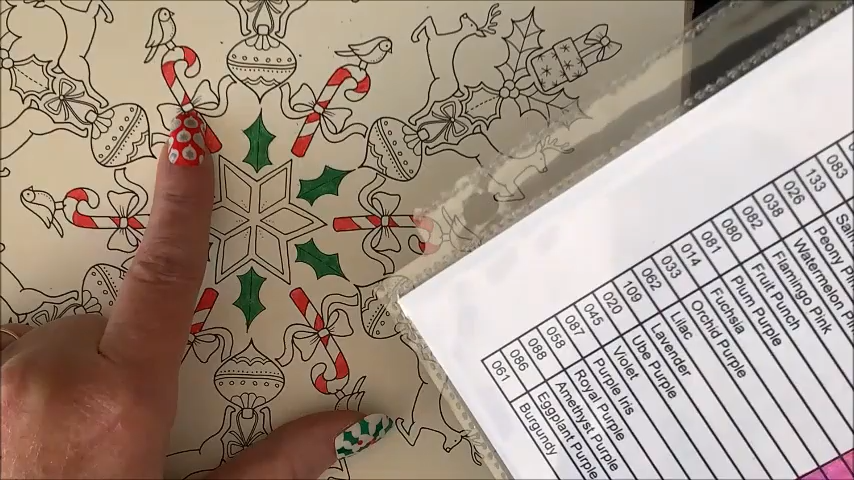 061 Burgundy
086 Eggplant Purple
088 Amethyst Purple
058 Royal Purple
087 Purple Iris
045 Violet
020 Ube Purple
109 Lavender
062 Lilac
033 Orchid Purple
014 Fuchsia
081 Plum Purple
080 Fruit Punch
082 Flamingo Pink
038 Watermelon Pink
026 Peony
133
083